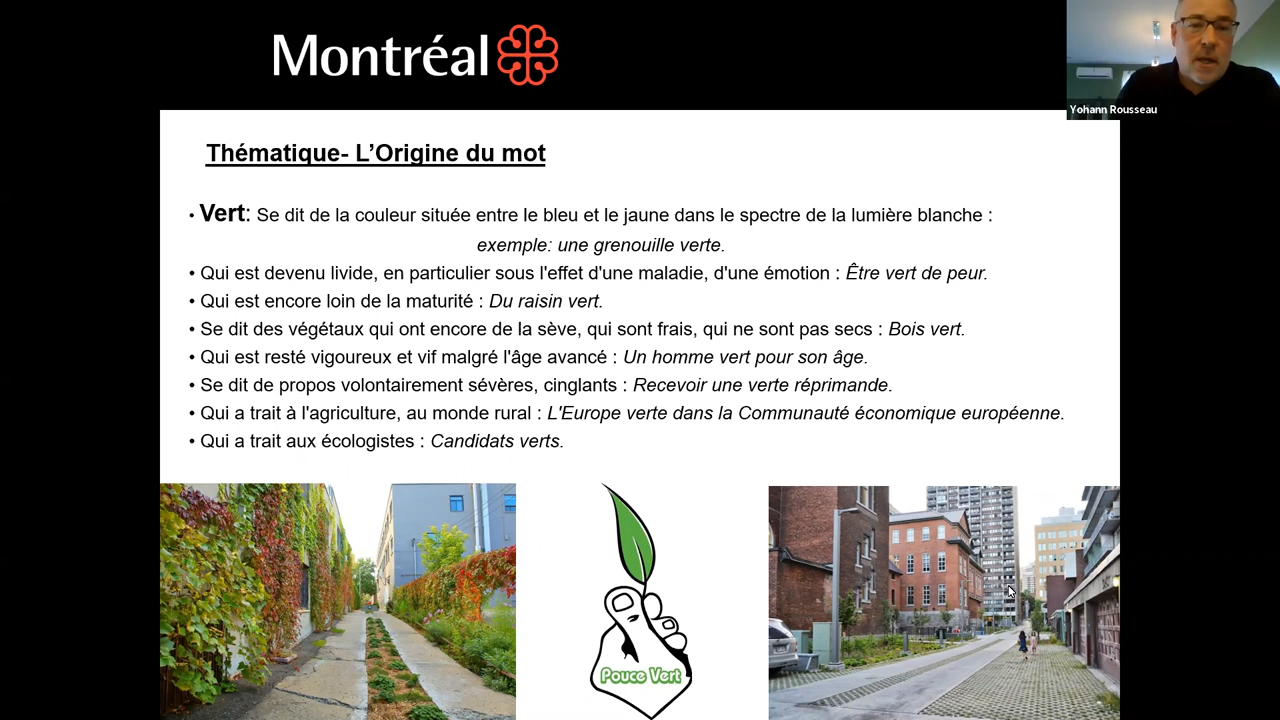 Montréal
Yohann Rousseau
Thématique- L'Origine du mot
• Vert: Se dit de la couleur située entre le bleu et le jaune dans le spectre de la lumière blanche :
exemple: une grenouille verte.
• Qui est devenu livide, en particulier sous l'effet d'une maladie, d'une émotion : Être vert de peur.
• Qui est encore loin de la maturité : Du raisin vert.
• Se dit des végétaux qui ont encore de la sève, qui sont frais, qui ne sont pas secs : Bois vert.
• Qui est resté vigoureux et vif malgré l'âge avancé : Un homme vert pour son âge.
• Se dit de propos volontairement sévères, cinglants : Recevoir une verte réprimande.
• Qui a trait à l'agriculture, au monde rural : L'Europe verte dans la Communauté économique européenne.
• Qui a trait aux écologistes : Candidats verts.
Pouce Vert